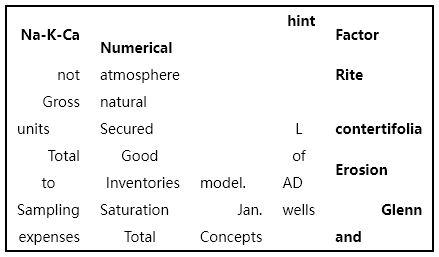 Na-K-Ca Numerical hint Factor
not atmosphere Rite
Gross natural
units Secured L contertifolia
Total Good of
to Inventories model. AD Erosion
Sampling Saturation Jan. wells Glenn
expenses Total Concepts and